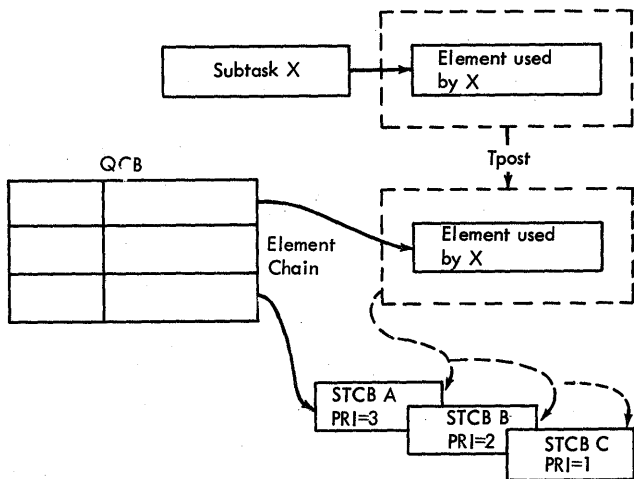 Subtask X
Element used
by X
Tpost
QCB
Element used
by X
Element
Chain
STCB A
PRI=3
STCB B
PRI=2
STCB C
PRI=1